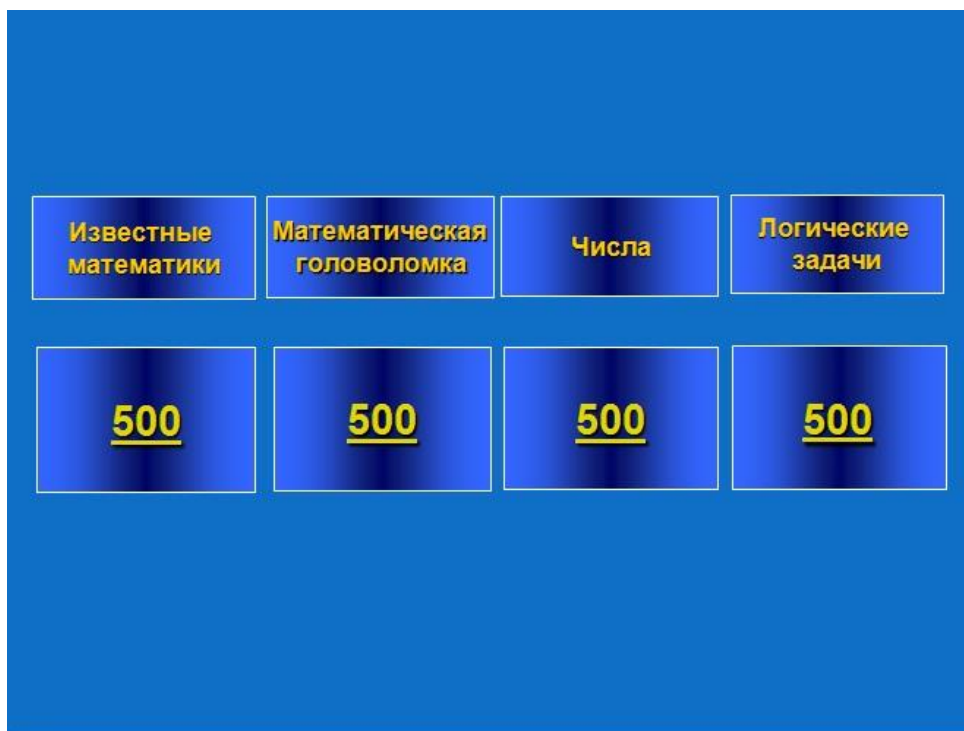 Известные
математики
Математическая
головоломка
Числа
Логические
задачи
500
500
500
500